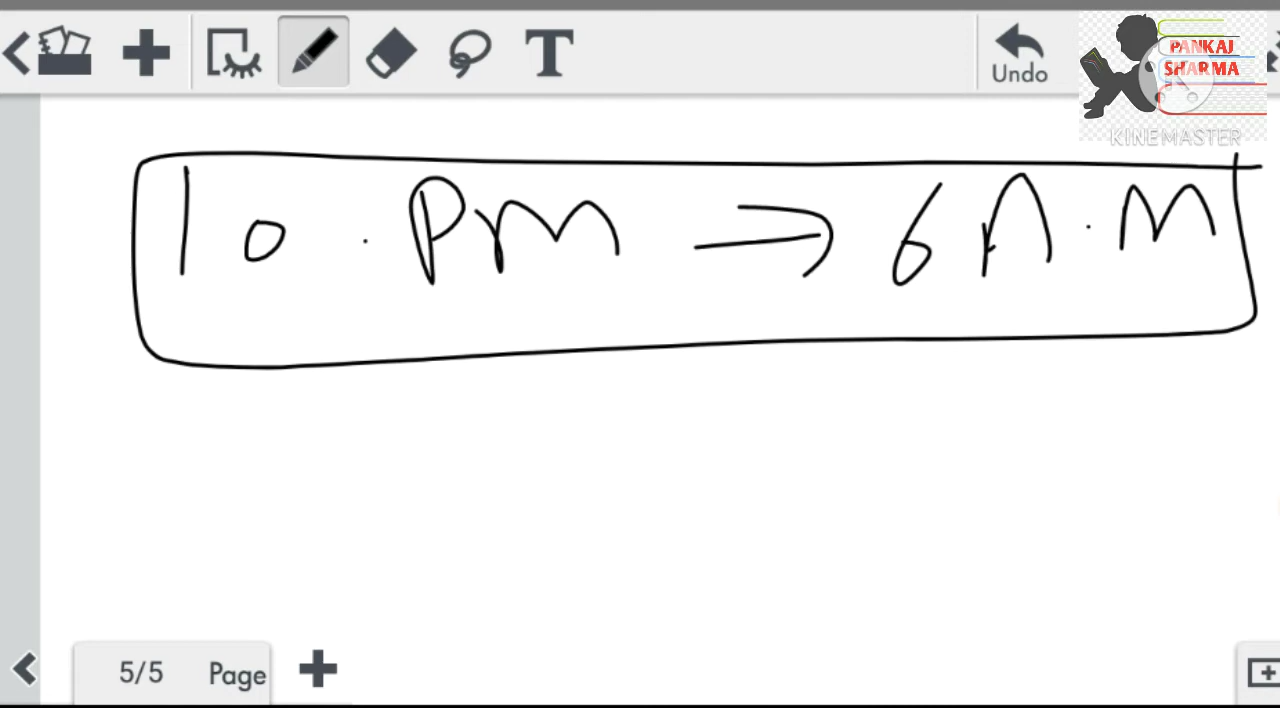 Undo
PANKAJ
SHARMA
KINEMASTER
10 . PM → 6 A.M
5/5 Page